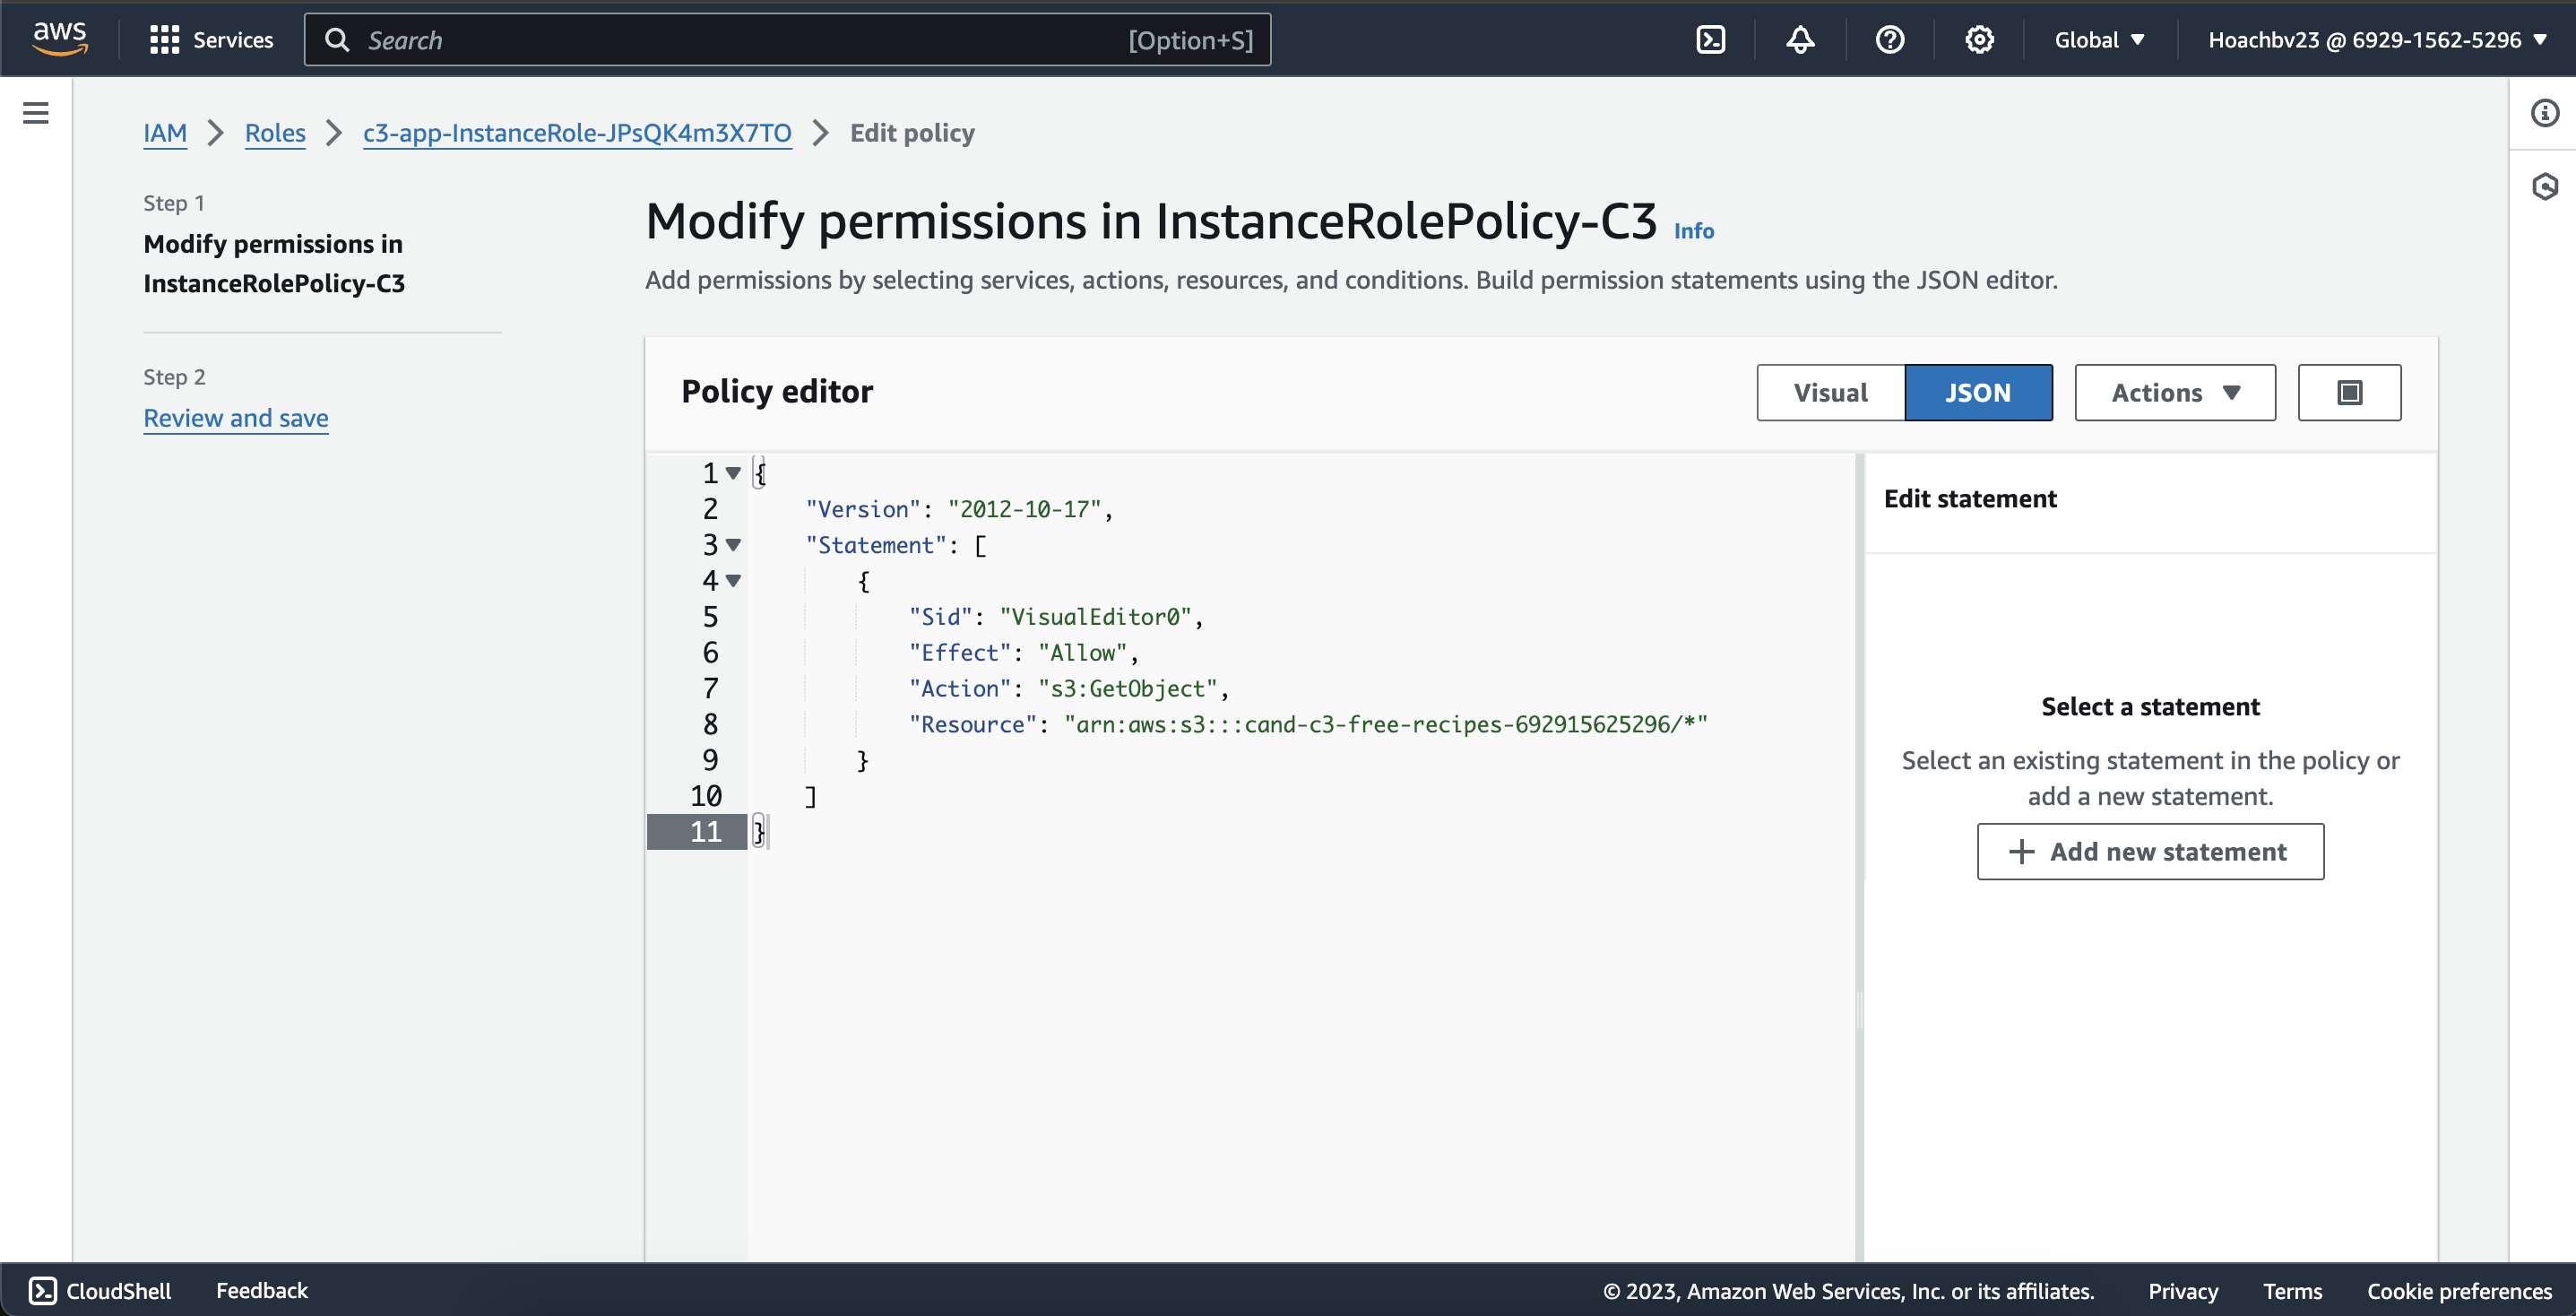 aws
Services
Search
[Option+S]
Global
Hoachbv23 @ 6929-1562-5296
IAM
Roles
c3-app-InstanceRole-JPsQK4m3X7TO
Edit policy
Step 1
Modify permissions in
InstanceRolePolicy-C3
Step 2
Review and save
Modify permissions in InstanceRolePolicy-C3 Info
Add permissions by selecting services, actions, resources, and conditions. Build permission statements using the JSON editor.
Policy editor
Visual
JSON
Actions
1 {
2 "Version": "2012-10-17",
3 "Statement": [
4 {
5 "Sid": "VisualEditor0",
6 "Effect": "Allow",
7 "Action": "s3:GetObject",
8 "Resource": "arn:aws:s3:::cand-c3-free-recipes-692915625296/*"
9 }
10 ]
11 }
Edit statement
Select a statement
Select an existing statement in the policy or
add a new statement.
Add new statement
CloudShell
Feedback
© 2023, Amazon Web Services, Inc. or its affiliates.
Privacy
Terms
Cookie preferences